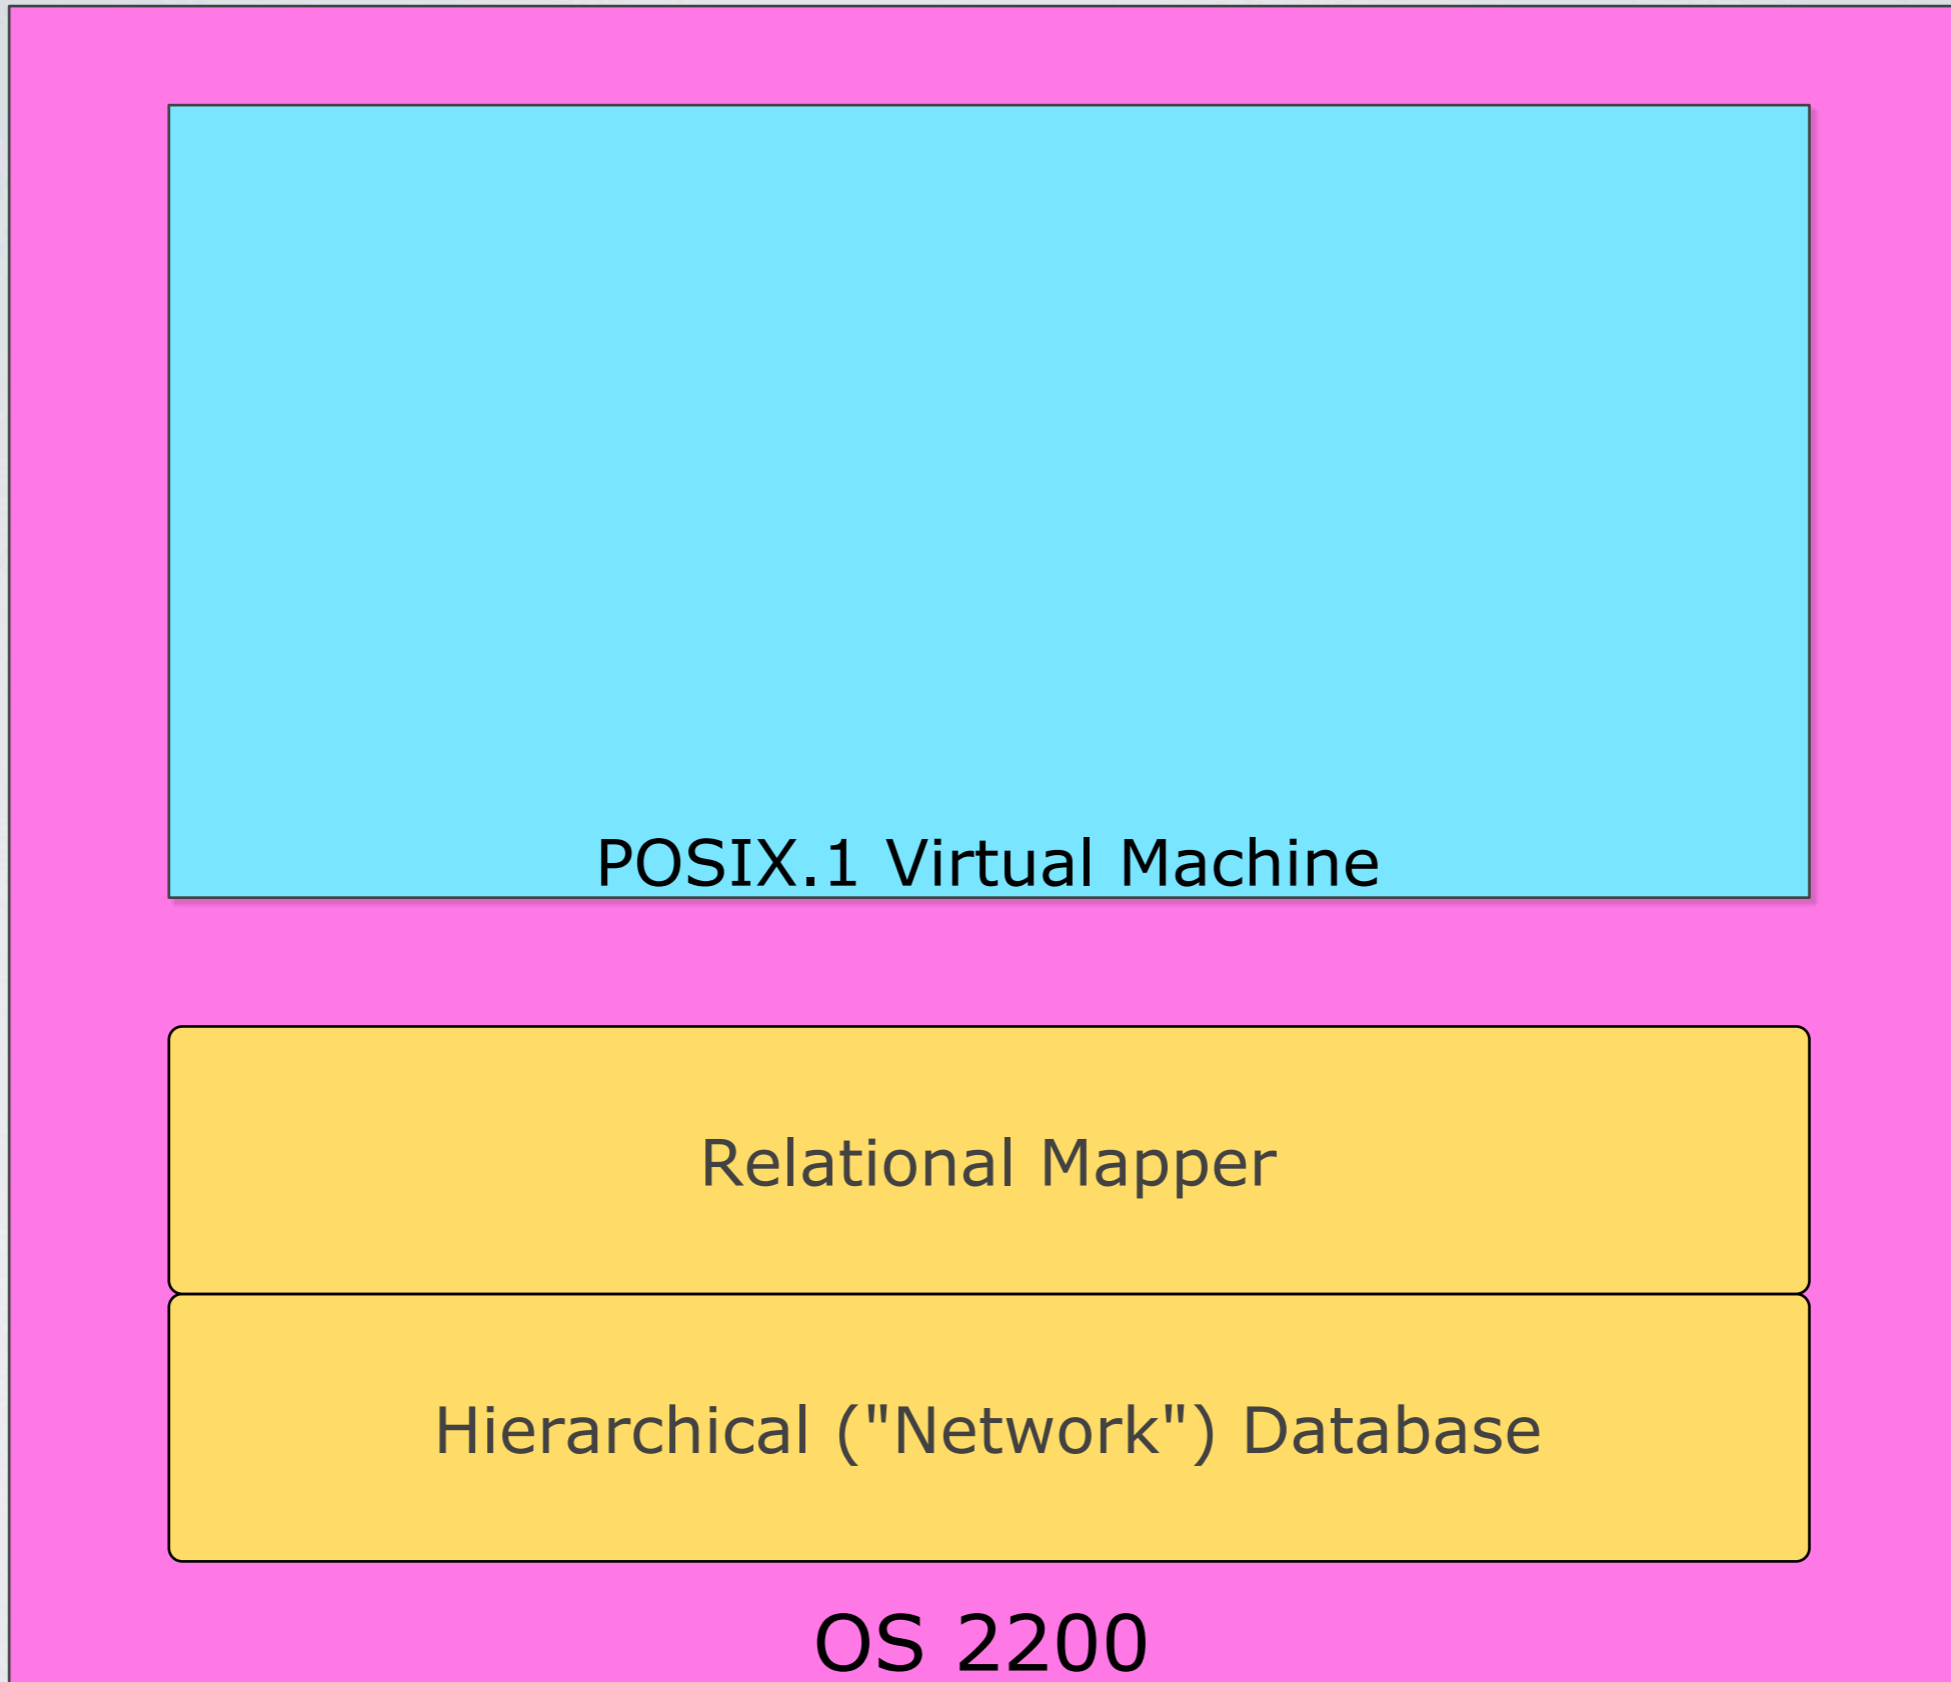 POSIX.1 Virtual Machine
Relational Mapper
Hierarchical ("Network") Database
OS 2200